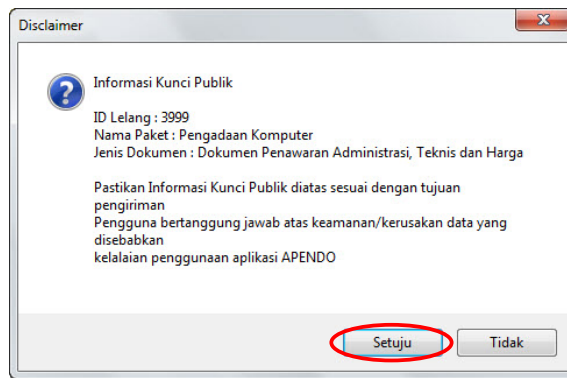 Disclaimer
Informasi Kunci Publik
ID Lelang : 3999
Nama Paket : Pengadaan Komputer
Jenis Dokumen : Dokumen Penawaran Administrasi, Teknis dan Harga
Pastikan Informasi Kunci Publik diatas sesuai dengan tujuan
pengiriman
Pengguna bertanggung jawab atas keamanan/kerusakan data yang
disebabkan
kelalaian penggunaan aplikasi APENDO
Setuju
Tidak